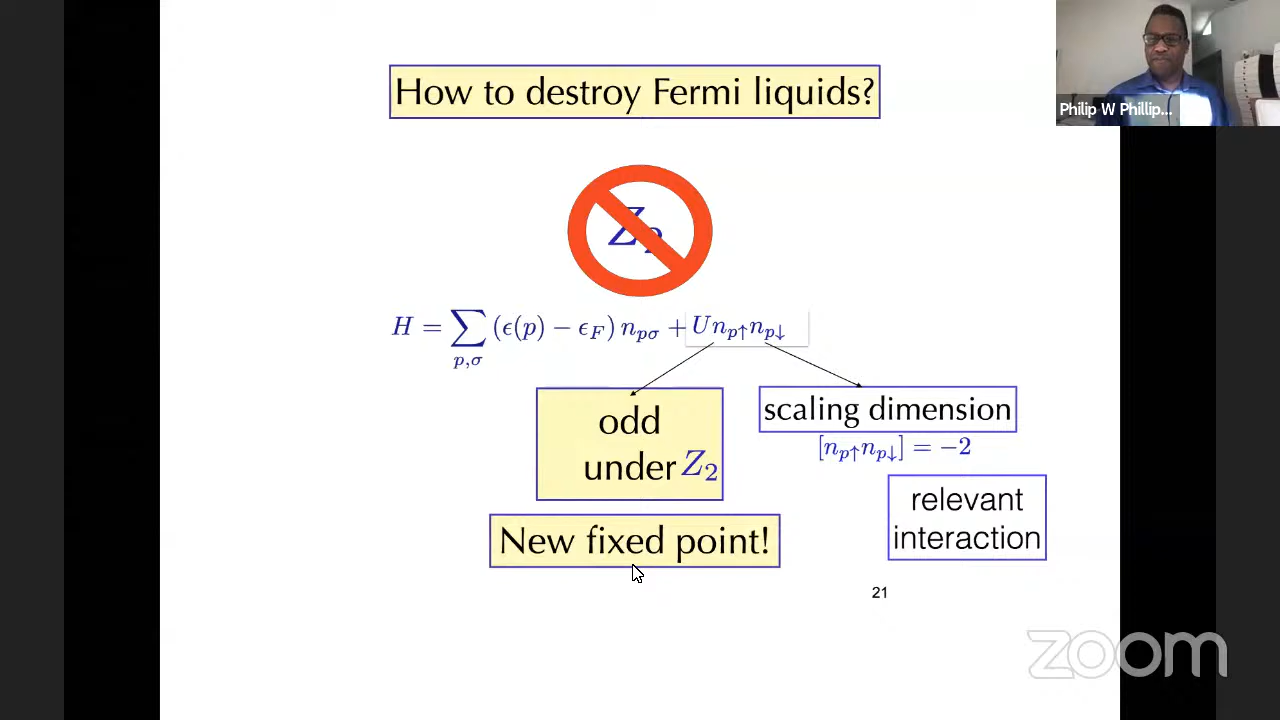 How to destroy Fermi liquids?
Philip W Phillip...
Z₂
H = ∑_{p,σ} (ϵ(p) − ϵ_F) n_{pσ} + U n_{p↑} n_{p↓}
odd
under Z₂
scaling dimension
[n_{p↑} n_{p↓}] = −2
relevant
interaction
New fixed point!
21
zoom